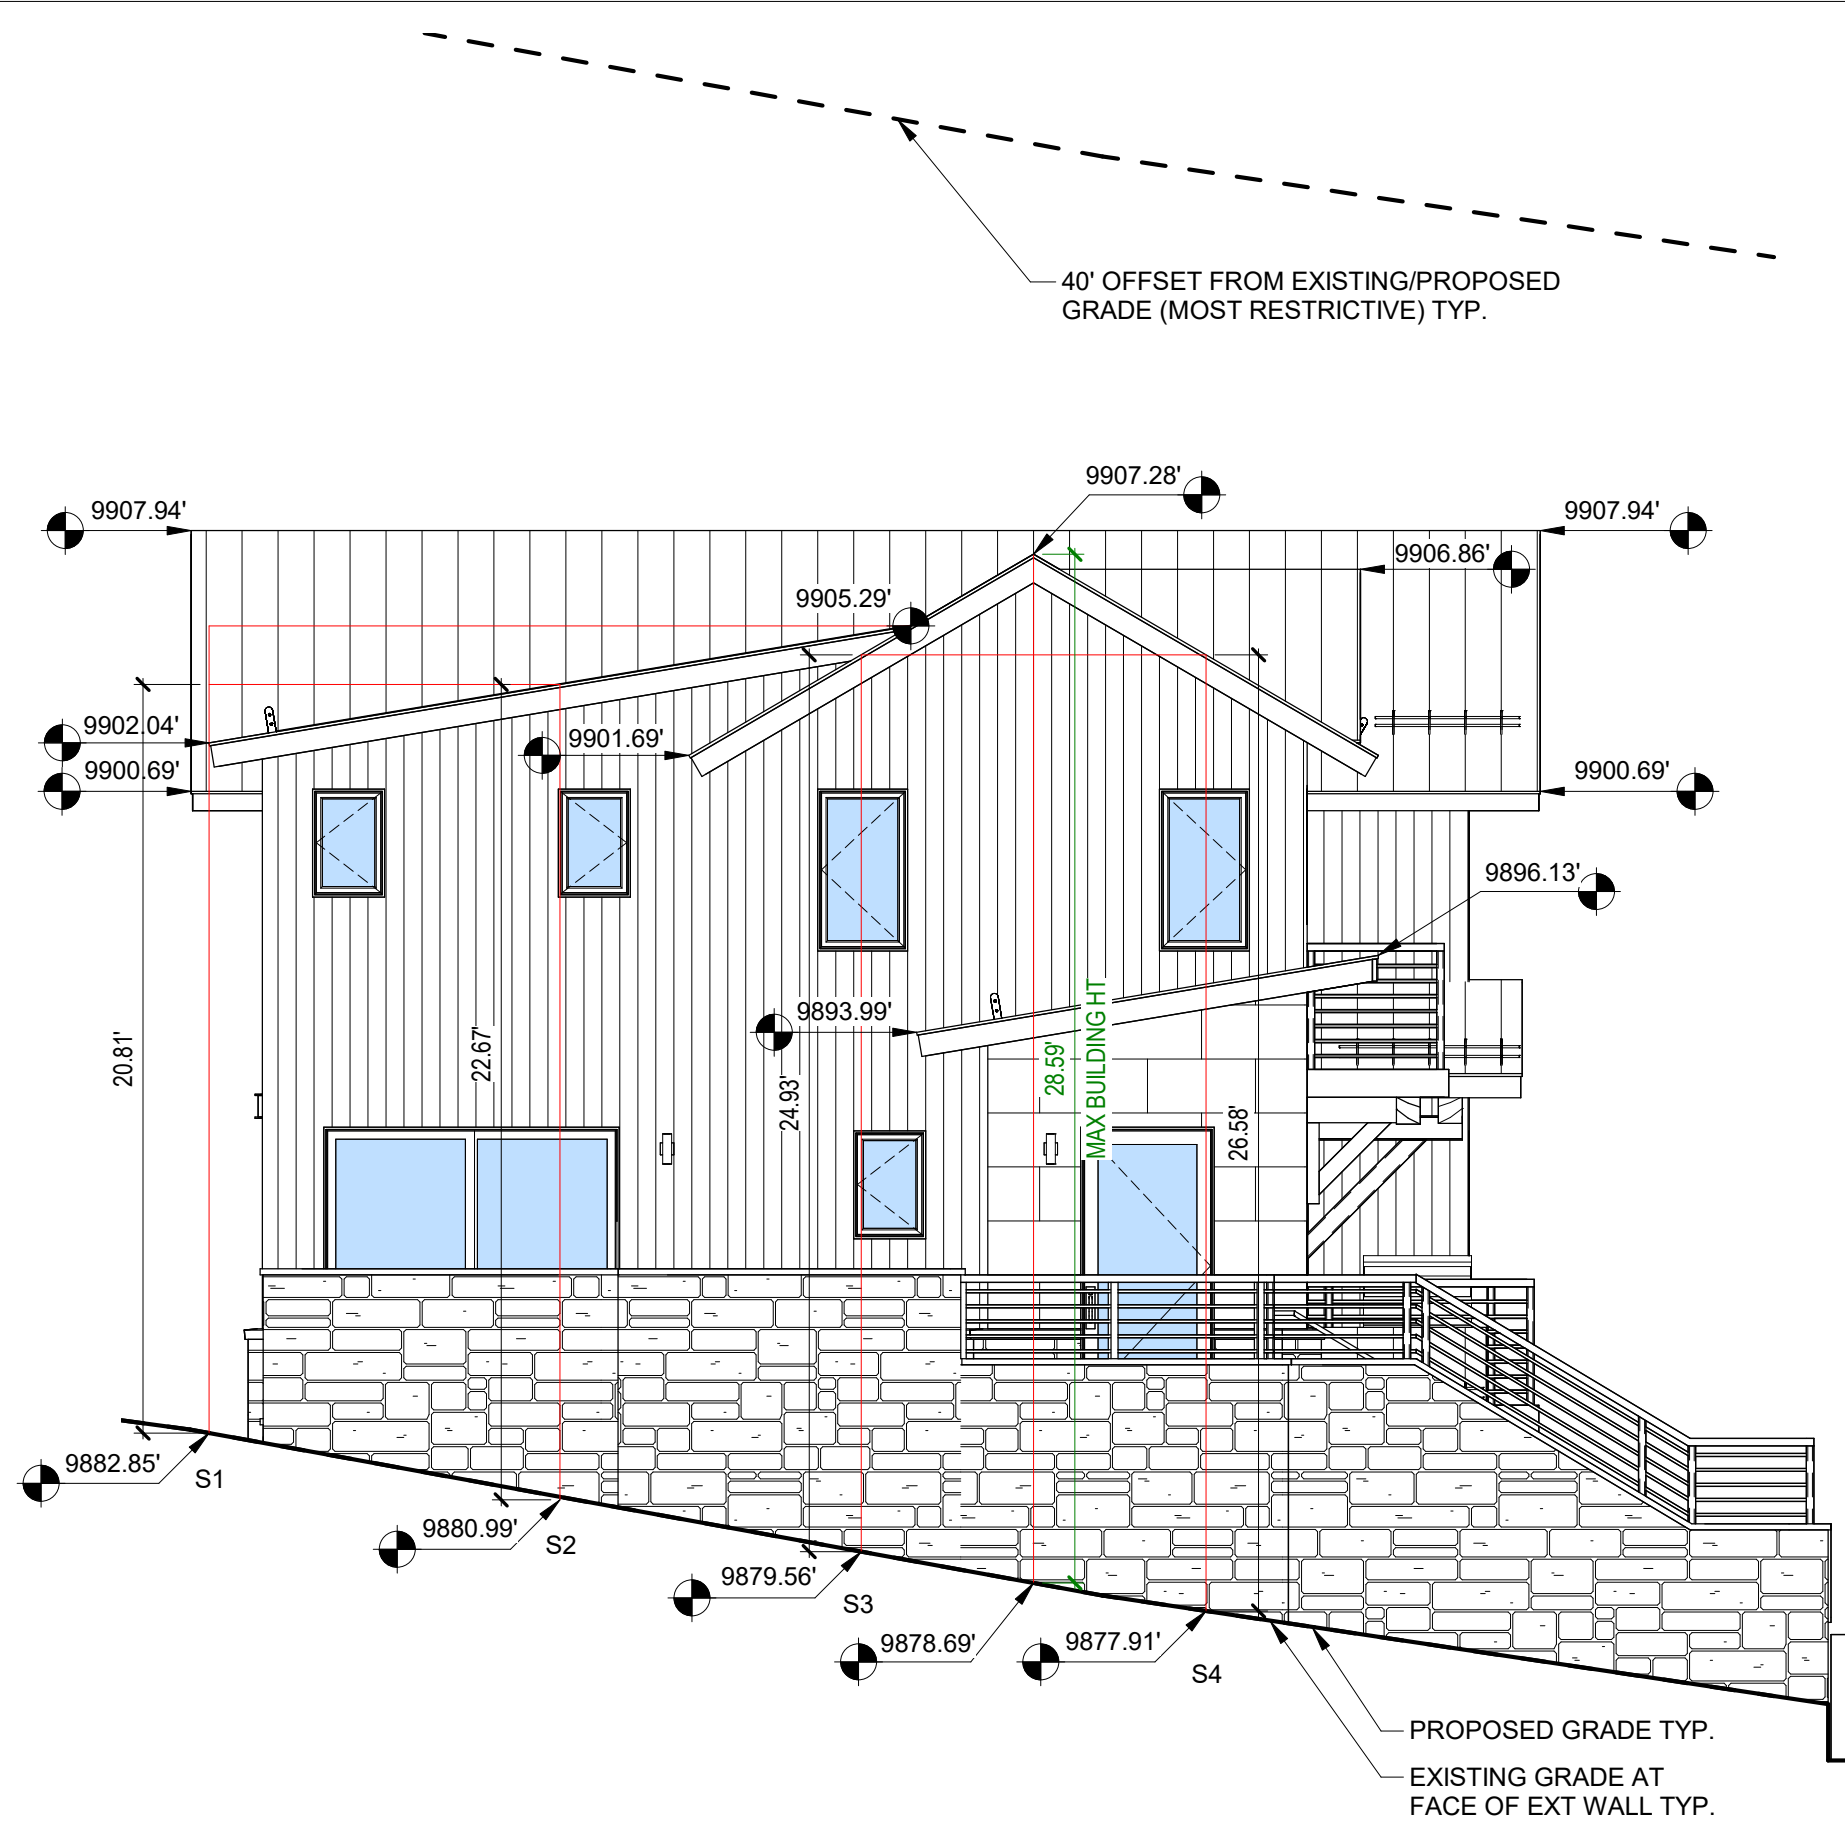 40' OFFSET FROM EXISTING/PROPOSED
GRADE (MOST RESTRICTIVE) TYP.
9907.28'
9907.94'
9907.94'
9906.86'
9905.29'
9902.04'
9901.69'
9900.69'
9900.69'
9896.13'
9893.99'
20.81'
22.67'
24.93'
28.59'
MAX BUILDING HT
26.58'
9882.85'
S1
9880.99'
S2
9879.56'
S3
9878.69'
9877.91'
S4
PROPOSED GRADE TYP.
EXISTING GRADE AT
FACE OF EXT WALL TYP.